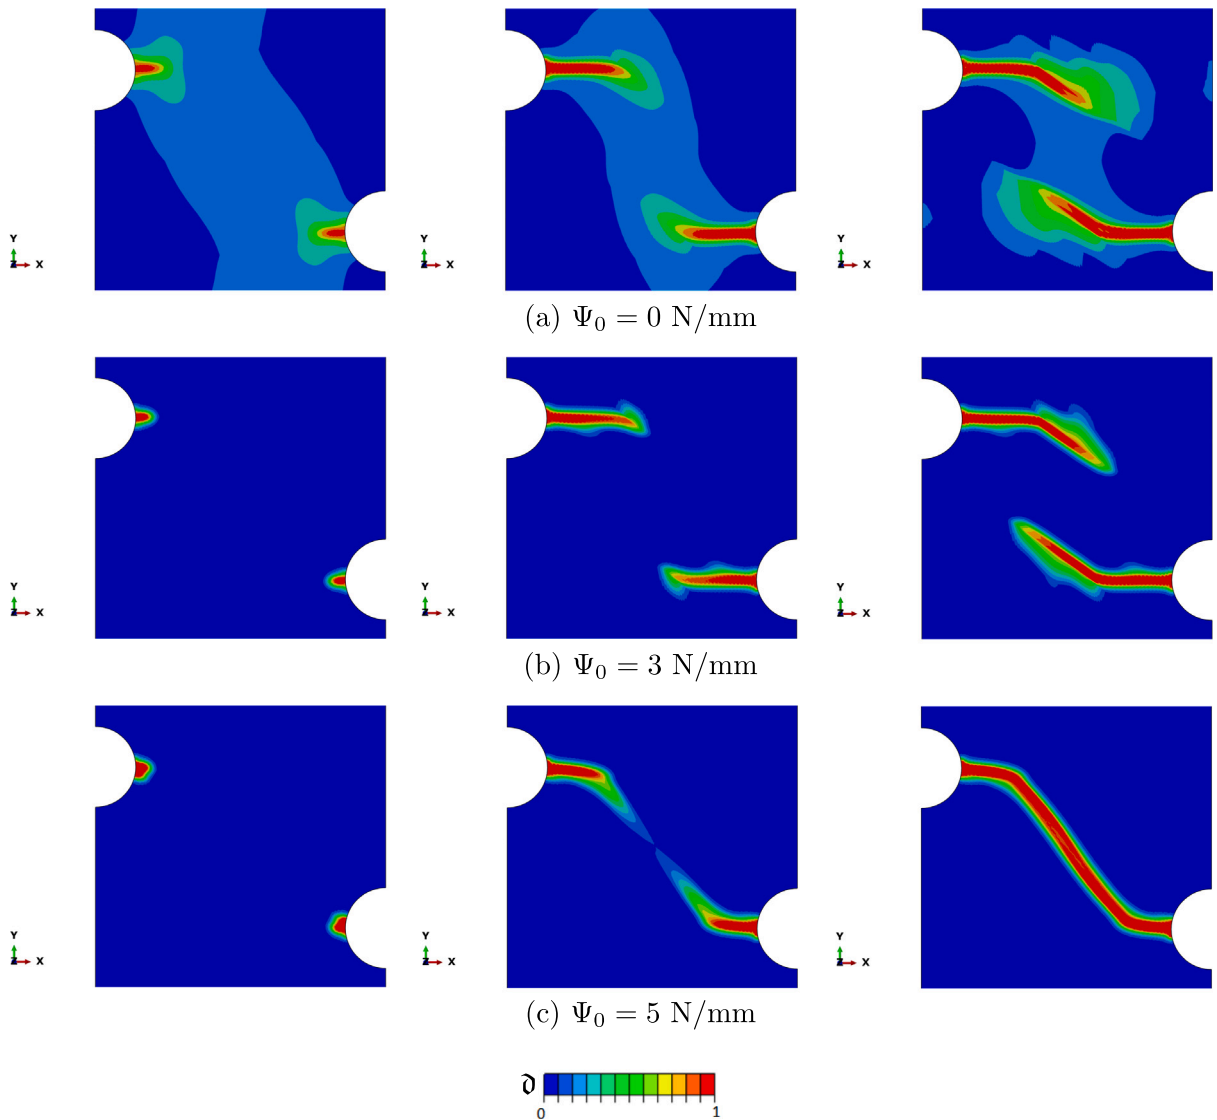 Y
Z X
Y
Z X
Y
Z X
(a) Ψ₀ = 0 N/mm
Y
Z X
Y
Z X
Y
Z X
(b) Ψ₀ = 3 N/mm
Y
Z X
Y
Z X
Y
Z X
(c) Ψ₀ = 5 N/mm
𝔡
0 1